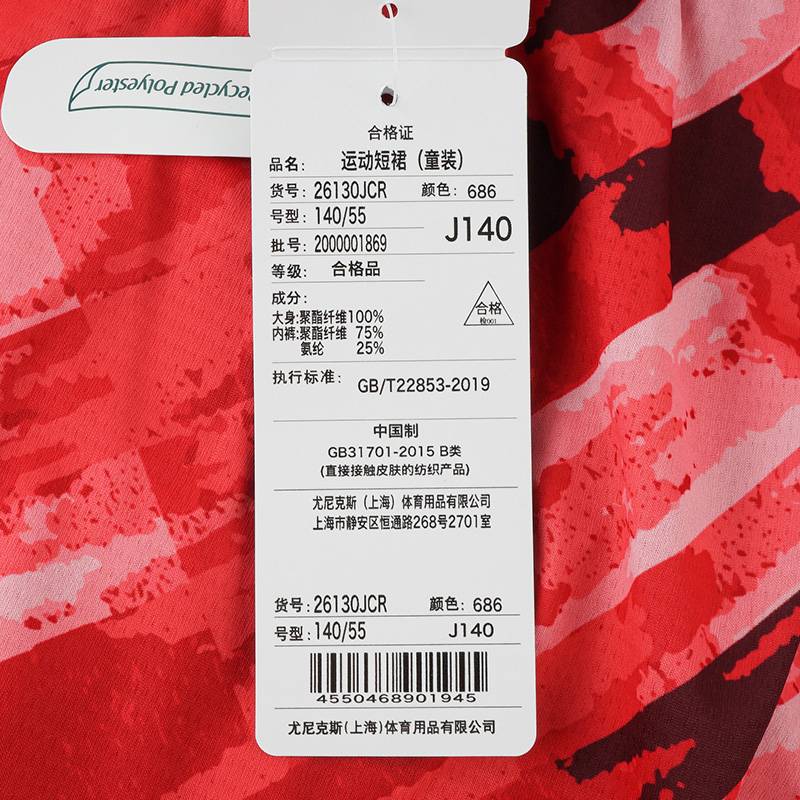 Recycled Polyester
合格证
品名: 运动短裙（童装）
货号: 26130JCR 颜色: 686
号型: 140/55
J140
批号: 2000001869
等级: 合格品
成分:
大身:聚酯纤维100%
内裤:聚酯纤维 75%
氨纶 25%
合格
检001
执行标准: GB/T22853-2019
中国制
GB31701-2015 B类
(直接接触皮肤的纺织产品)
尤尼克斯（上海）体育用品有限公司
上海市静安区恒通路268号2701室
货号: 26130JCR 颜色: 686
号型: 140/55 J140
4550468901945
尤尼克斯(上海)体育用品有限公司